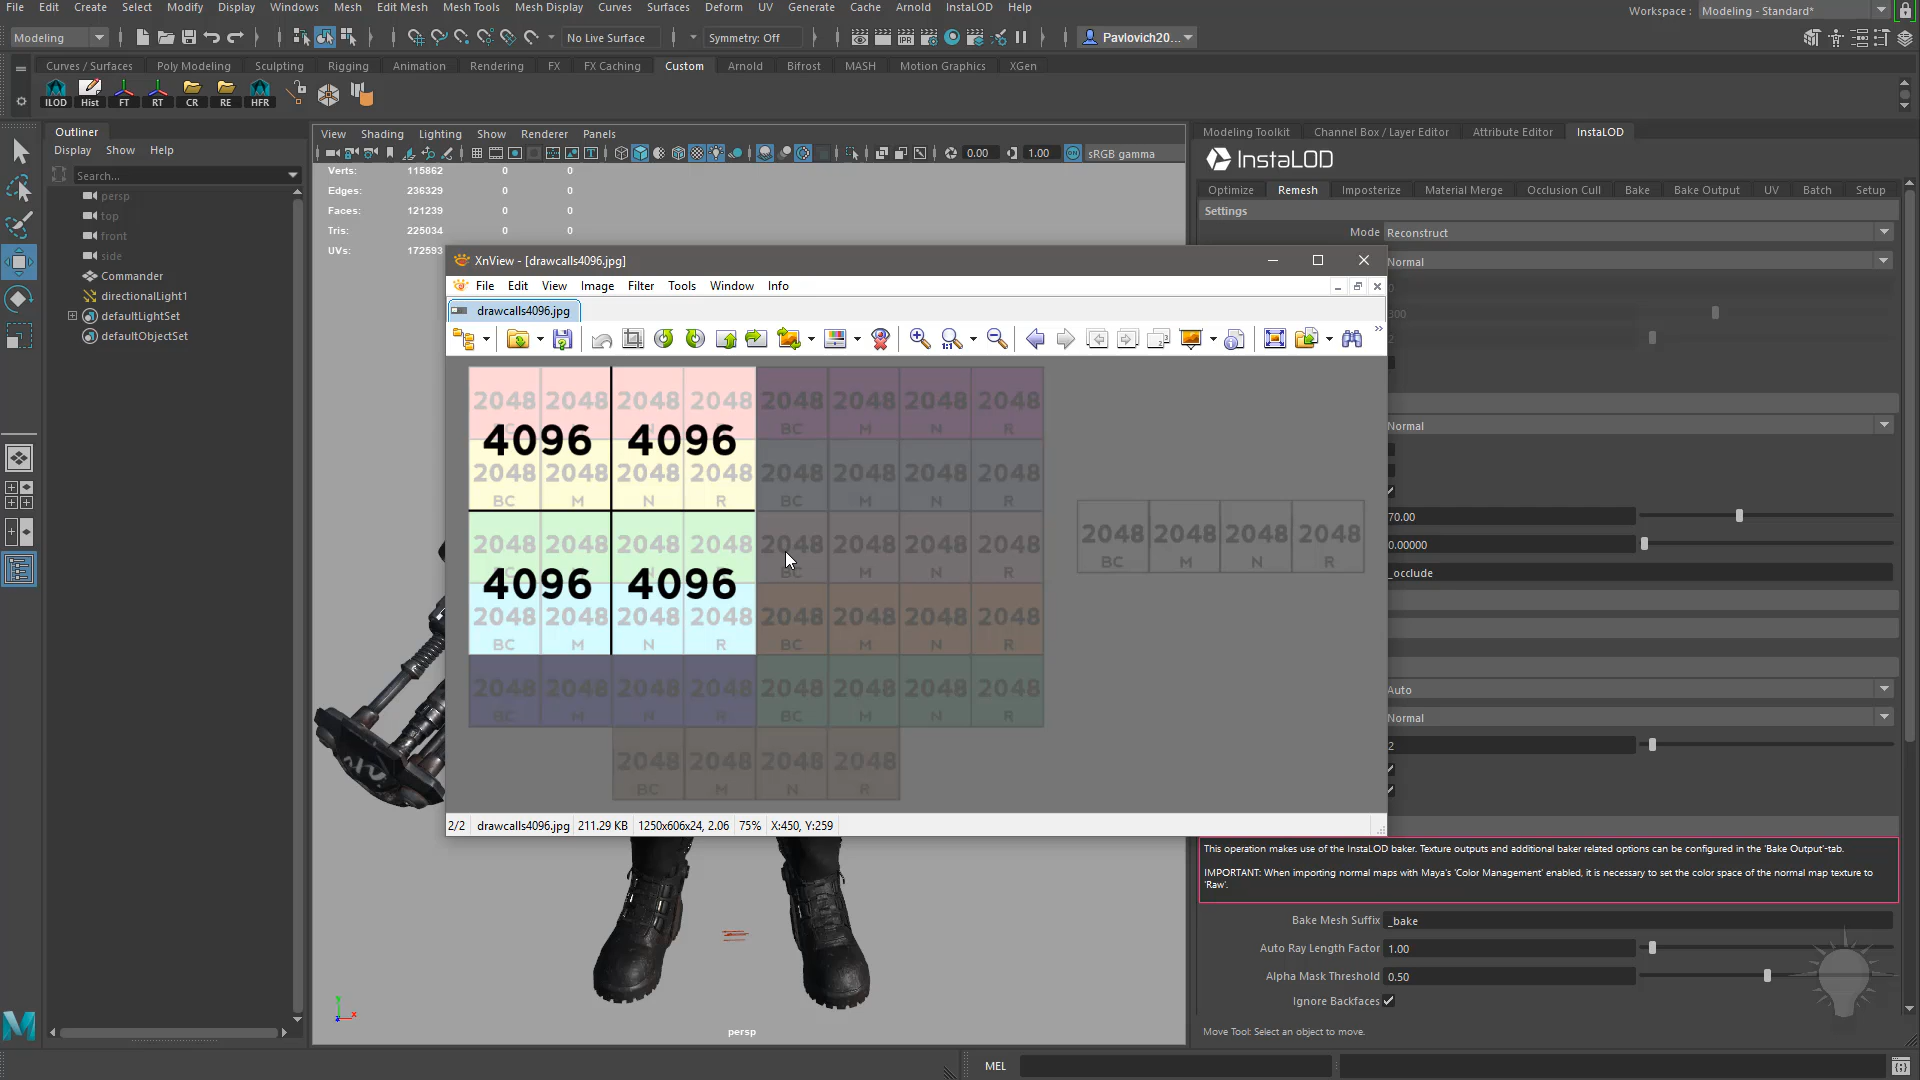 File Edit Create Select Modify Display Windows Mesh Edit Mesh Mesh Tools Mesh Display Curves Surfaces Deform UV Generate Cache Arnold InstaLOD Help
Workspace : Modeling - Standard*
Modeling
No Live Surface
Symmetry: Off
Pavlovich20...
Curves / Surfaces Poly Modeling Sculpting Rigging Animation Rendering FX FX Caching Custom Arnold Bifrost MASH Motion Graphics XGen
ILOD Hist FT RT CR RE HFR
Outliner
Display Show Help
Search...
persp
top
front
side
Commander
directionalLight1
defaultLightSet
defaultObjectSet
View Shading Lighting Show Renderer Panels
0.00 1.00 sRGB gamma
Verts: 115862 0 0
Edges: 236329 0 0
Faces: 121239 0 0
Tris: 225034 0 0
UVs: 172593
XnView - [drawcalls4096.jpg]
File Edit View Image Filter Tools Window Info
drawcalls4096.jpg
2048 2048 2048 2048 2048 2048 2048 2048
BC M N R
4096 4096
2048 2048 2048 2048 2048 2048 2048 2048
BC M N R BC M N R
2048 2048 2048 2048 2048 2048 2048 2048
BC M N R
4096 4096
2048 2048 2048 2048 2048 2048 2048 2048
BC M N R BC M N R
2048 2048 2048 2048 2048 2048 2048 2048
BC M N R BC M N R
2048 2048 2048 2048
BC M N R
2048 2048 2048 2048
BC M N R
2/2 drawcalls4096.jpg 211.29 KB 1250x606x24, 2.06 75% X:450, Y:259
persp
Modeling Toolkit Channel Box / Layer Editor Attribute Editor InstaLOD
InstaLOD
Optimize Remesh Imposterize Material Merge Occlusion Cull Bake Bake Output UV Batch Setup
Settings
Mode Reconstruct
Normal
300
2
Normal
70.00
0.00000
_occlude
Auto
Normal
2
This operation makes use of the InstaLOD baker. Texture outputs and additional baker related options can be configured in the 'Bake Output'-tab.
IMPORTANT: When importing normal maps with Maya's 'Color Management' enabled, it is necessary to set the color space of the normal map texture to
'Raw'.
Bake Mesh Suffix _bake
Auto Ray Length Factor 1.00
Alpha Mask Threshold 0.50
Ignore Backfaces
Move Tool: Select an object to move.
MEL